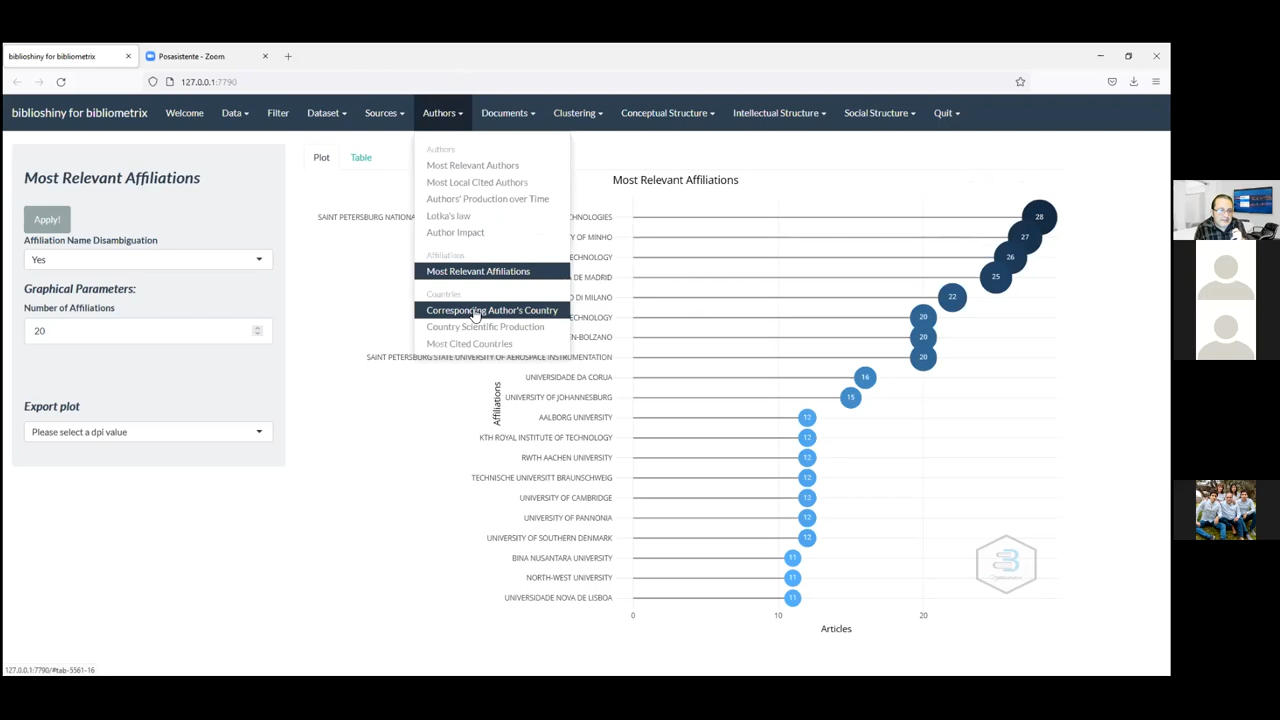 biblioshiny for bibliometrix
Posasistente - Zoom
127.0.0.1:7790
biblioshiny for bibliometrix Welcome Data Filter Dataset Sources Authors Documents Clustering Conceptual Structure Intellectual Structure Social Structure Quit
Most Relevant Affiliations
Apply!
Affiliation Name Disambiguation
Yes
Graphical Parameters:
Number of Affiliations
20
Export plot
Please select a dpi value
Plot Table
Authors
Most Relevant Authors
Most Local Cited Authors
Authors' Production over Time
Lotka's law
Author Impact
Affiliations
Most Relevant Affiliations
Countries
Corresponding Author's Country
Country Scientific Production
Most Cited Countries
Most Relevant Affiliations
SAINT PETERSBURG NATIONA CHNOLOGIES 28
Y OF MINHO 27
ECHNOLOGY 26
DE MADRID 25
O DI MILANO 22
CHNOLOGY 20
EN-BOLZANO 20
SAINT PETERSBURG STATE UNIVERSITY OF AEROSPACE INSTRUMENTATION 20
UNIVERSIDADE DA CORUA 16
UNIVERSITY OF JOHANNESBURG 15
AALBORG UNIVERSITY 12
KTH ROYAL INSTITUTE OF TECHNOLOGY 12
RWTH AACHEN UNIVERSITY 12
TECHNISCHE UNIVERSITT BRAUNSCHWEIG 12
UNIVERSITY OF CAMBRIDGE 12
UNIVERSITY OF PANNONIA 12
UNIVERSITY OF SOUTHERN DENMARK 12
BINA NUSANTARA UNIVERSITY 11
NORTH-WEST UNIVERSITY 11
UNIVERSIDADE NOVA DE LISBOA 11
Affiliations
0 10 20
Articles
127.0.0.1:7790/#tab-5561-16